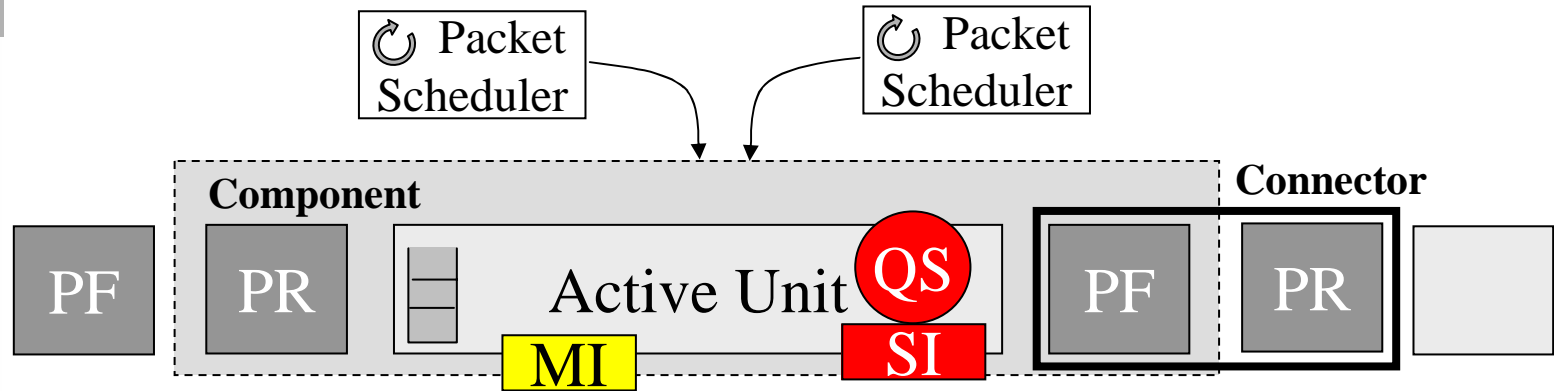 Packet
Scheduler
Packet
Scheduler
Component
Connector
PF
PR
Active Unit
QS
PF
PR
MI
SI